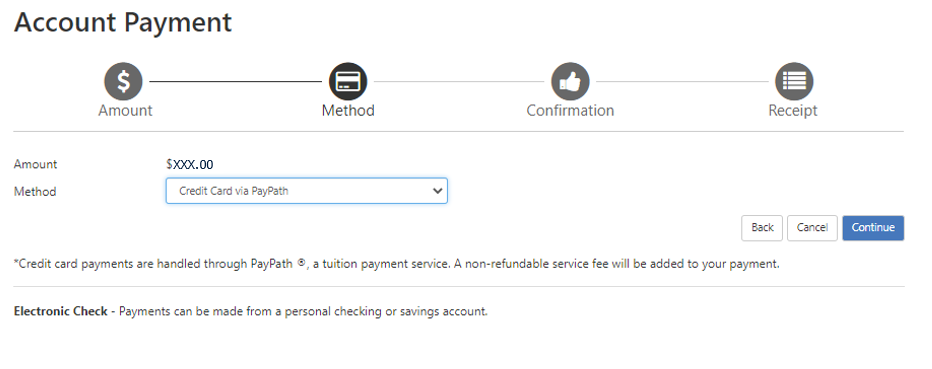 Account Payment
$
Amount
Method
Confirmation
Receipt
Amount $XXX.00
Method Credit Card via PayPath
Back Cancel Continue
*Credit card payments are handled through PayPath ®, a tuition payment service. A non-refundable service fee will be added to your payment.
Electronic Check - Payments can be made from a personal checking or savings account.